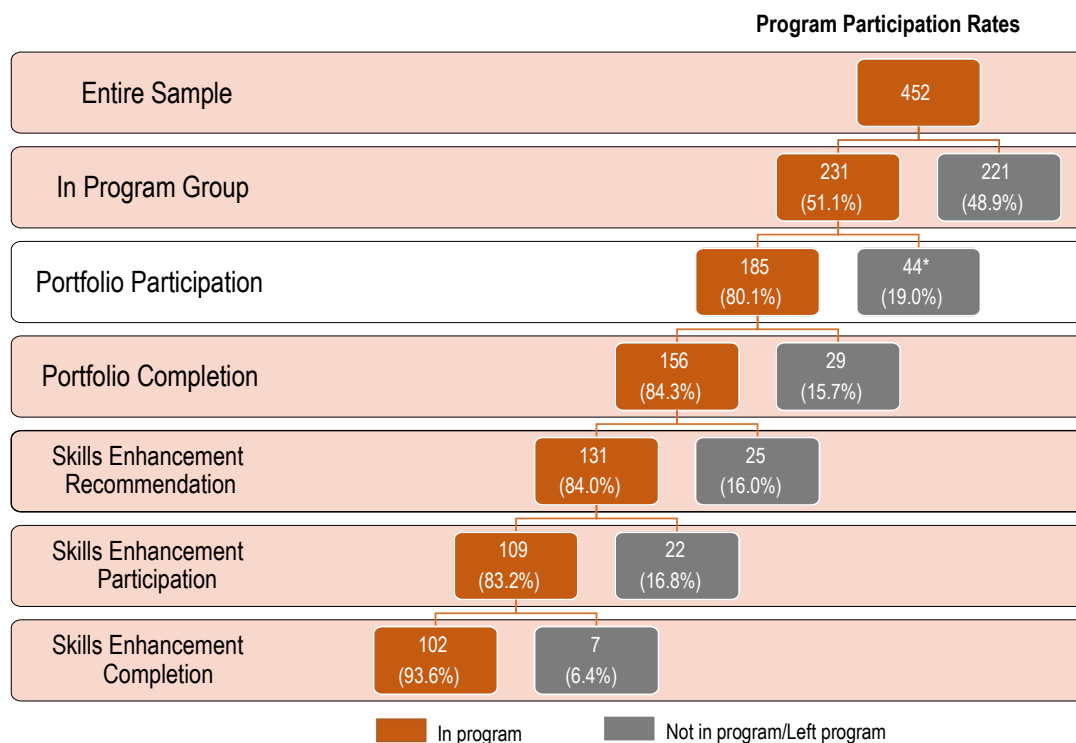 Program Participation Rates
Entire Sample
452
In Program Group
231
(51.1%)
221
(48.9%)
Portfolio Participation
185
(80.1%)
44*
(19.0%)
Portfolio Completion
156
(84.3%)
29
(15.7%)
Skills Enhancement
Recommendation
131
(84.0%)
25
(16.0%)
Skills Enhancement
Participation
109
(83.2%)
22
(16.8%)
Skills Enhancement
Completion
102
(93.6%)
7
(6.4%)
In program
Not in program/Left program